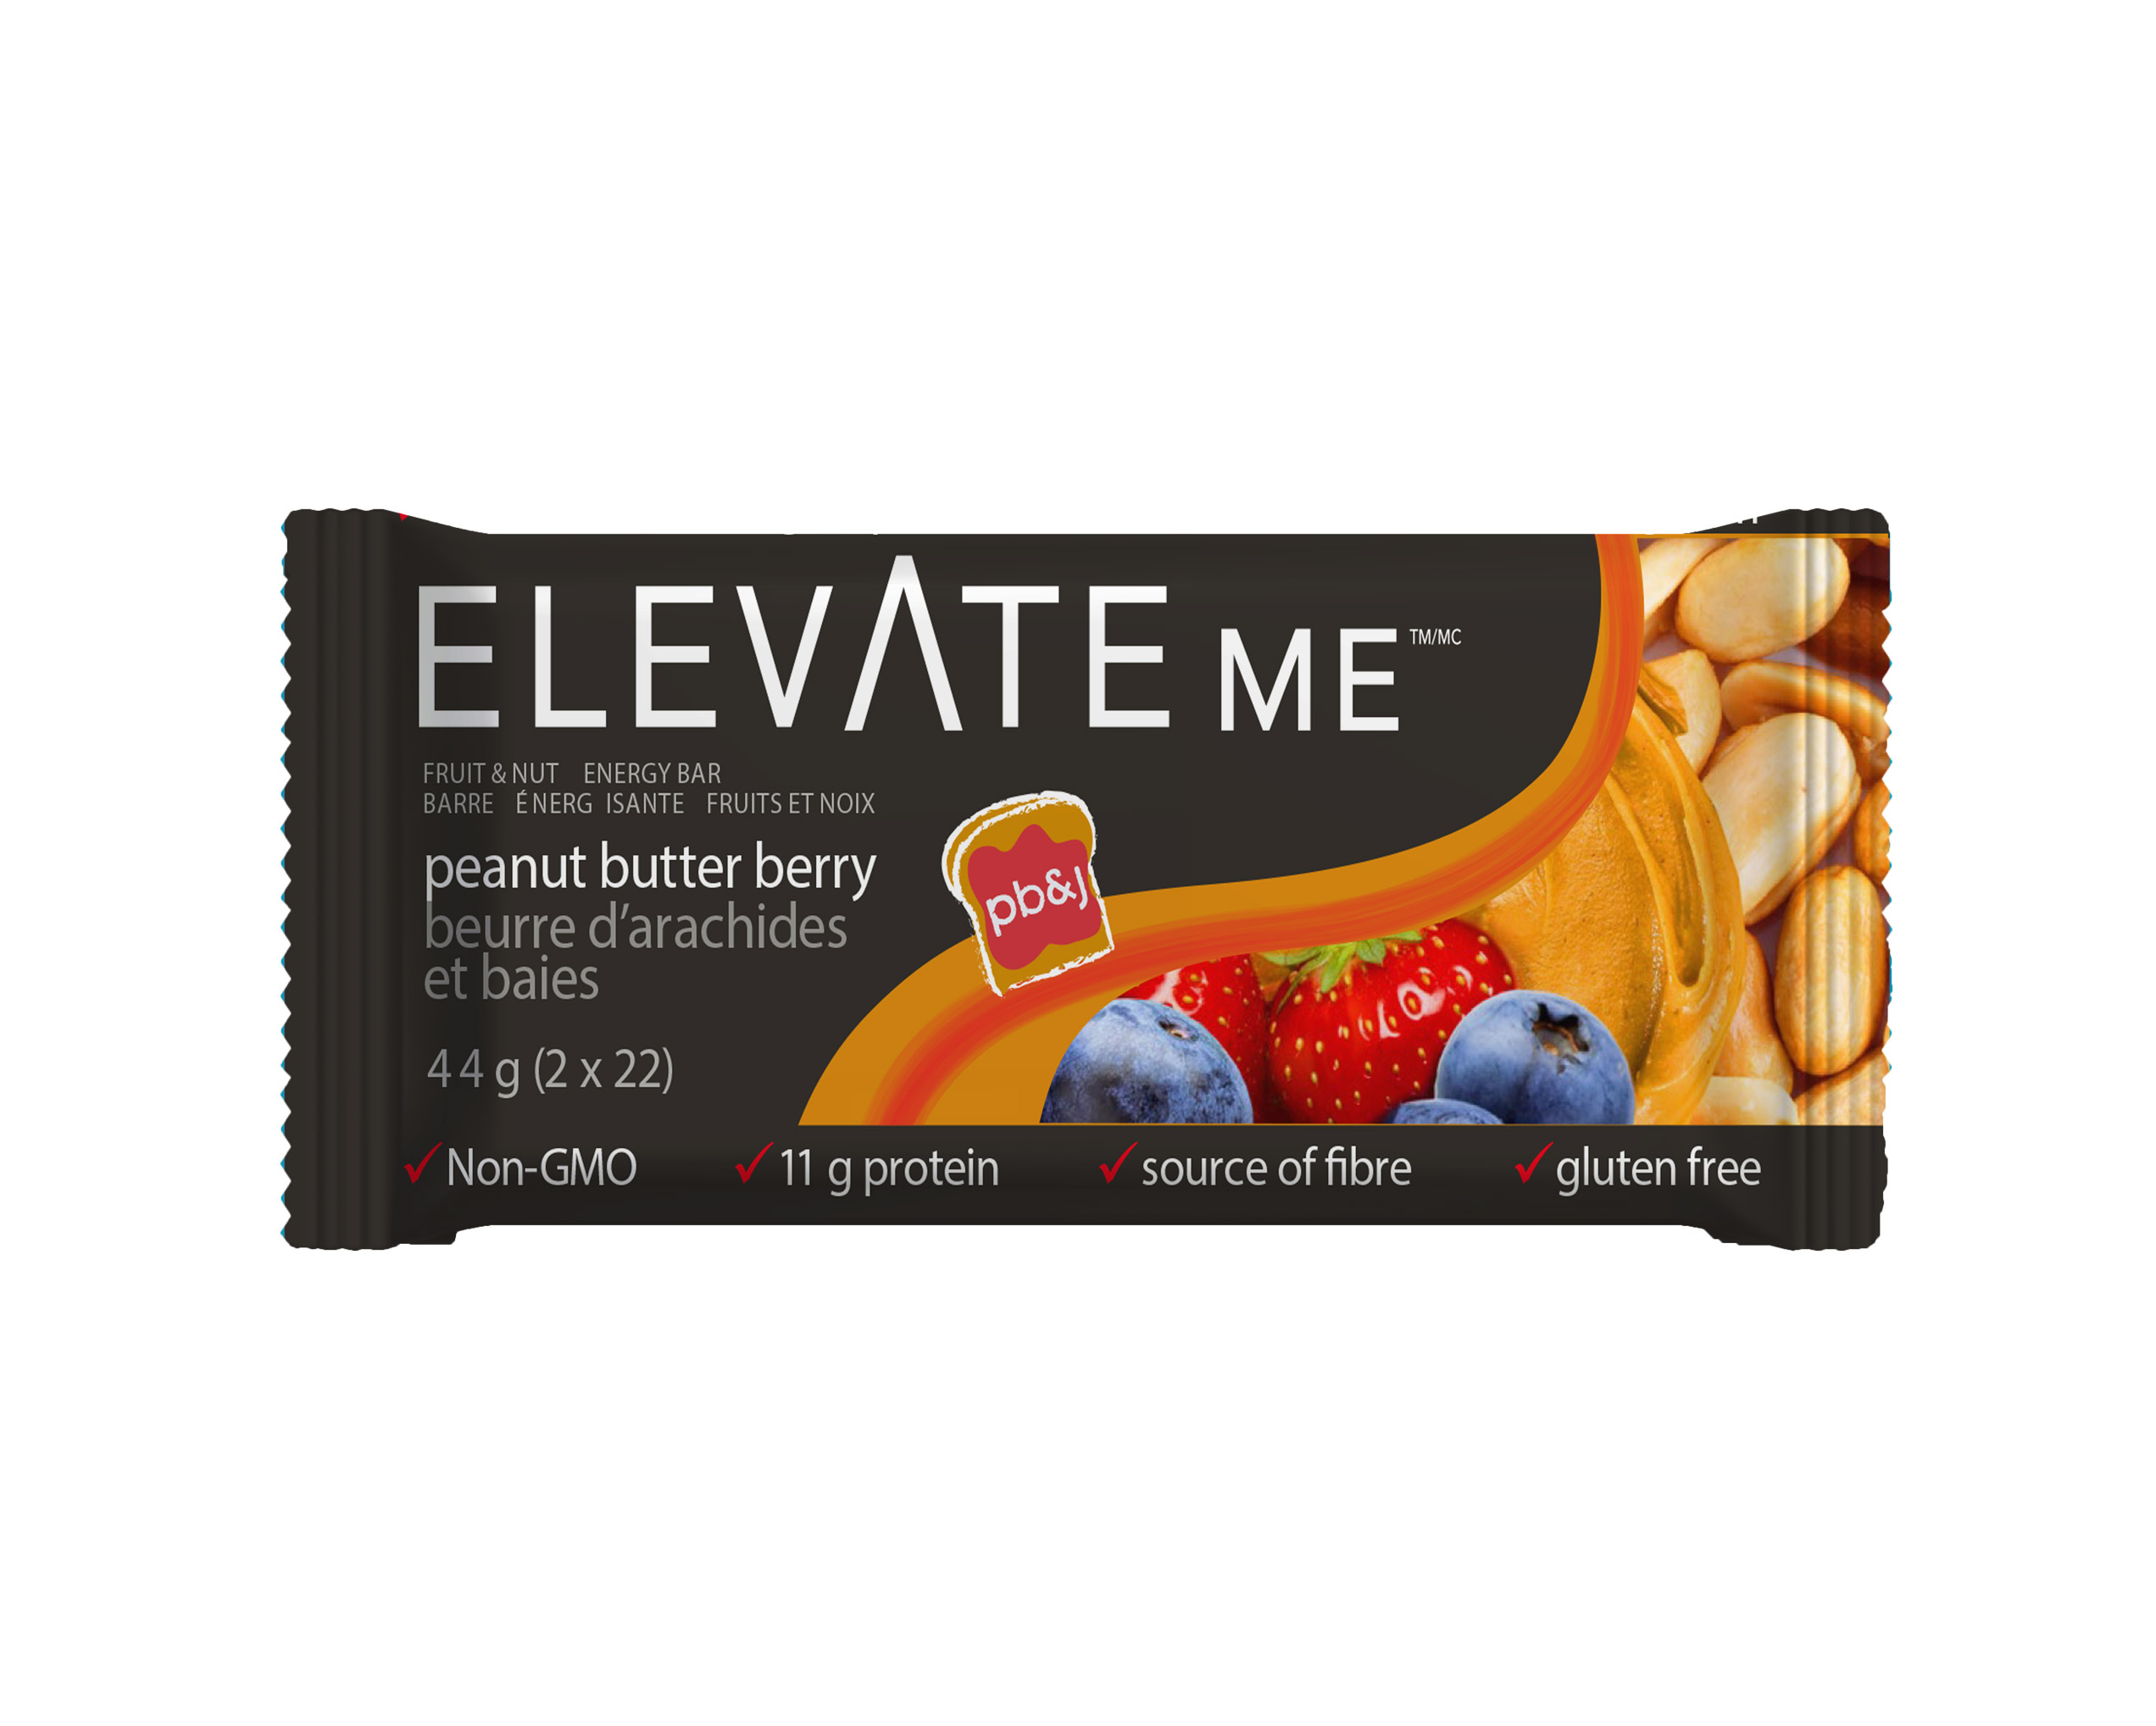 ELEVATE ME TM/MC
FRUIT & NUT ENERGY BAR
BARRE ÉNERG ISANTE FRUITS ET NOIX
peanut butter berry
beurre d'arachides
et baies
pb&j
44 g (2 x 22)
✓ Non-GMO ✓ 11 g protein ✓ source of fibre ✓ gluten free